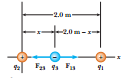 2.0 m
x
2.0 m – x
q₂
F₂₃
q₃
F₁₃
q₁
x